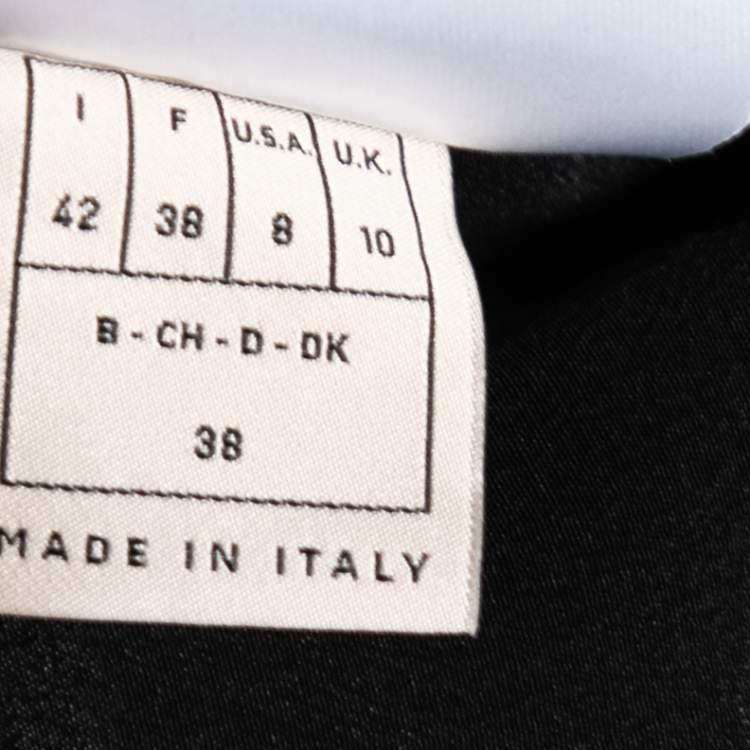 I F U.S.A. U.K.
42 38 8 10
B - CH - D - DK
38
MADE IN ITALY